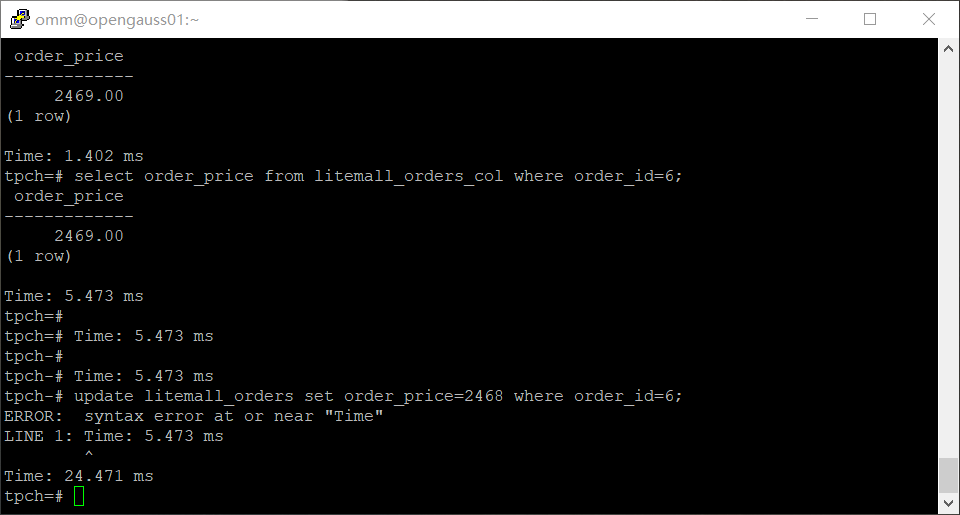 omm@opengauss01:~
 order_price
-------------
     2469.00
(1 row)

Time: 1.402 ms
tpch=# select order_price from litemall_orders_col where order_id=6;
 order_price
-------------
     2469.00
(1 row)

Time: 5.473 ms
tpch=#
tpch=# Time: 5.473 ms
tpch-#
tpch-# Time: 5.473 ms
tpch-# update litemall_orders set order_price=2468 where order_id=6;
ERROR:  syntax error at or near "Time"
LINE 1: Time: 5.473 ms
        ^
Time: 24.471 ms
tpch=#